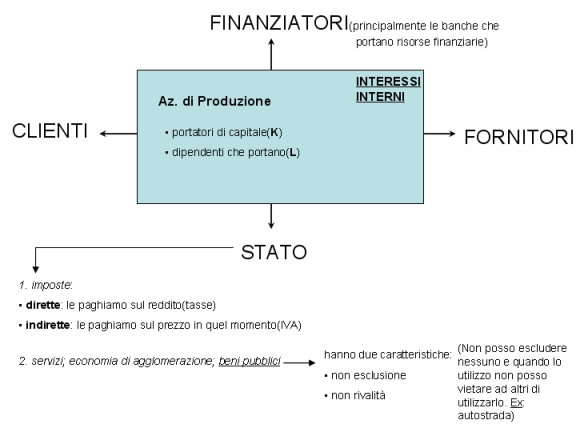 FINANZIATORI(principalmente le banche che
portano risorse finanziarie)
INTERESSI
INTERNI
Az. di Produzione
▪ portatori di capitale(K)
▪ dipendenti che portano(L)
CLIENTI
FORNITORI
STATO
1. imposte:
▪ dirette: le paghiamo sul reddito(tasse)
▪ indirette: le paghiamo sul prezzo in quel momento(IVA)
2. servizi; economia di agglomerazione; beni pubblici
hanno due caratteristiche:
▪ non esclusione
▪ non rivalità
(Non posso escludere
nessuno e quando lo
utilizzo non posso
vietare ad altri di
utilizzarlo. Ex:
autostrada)